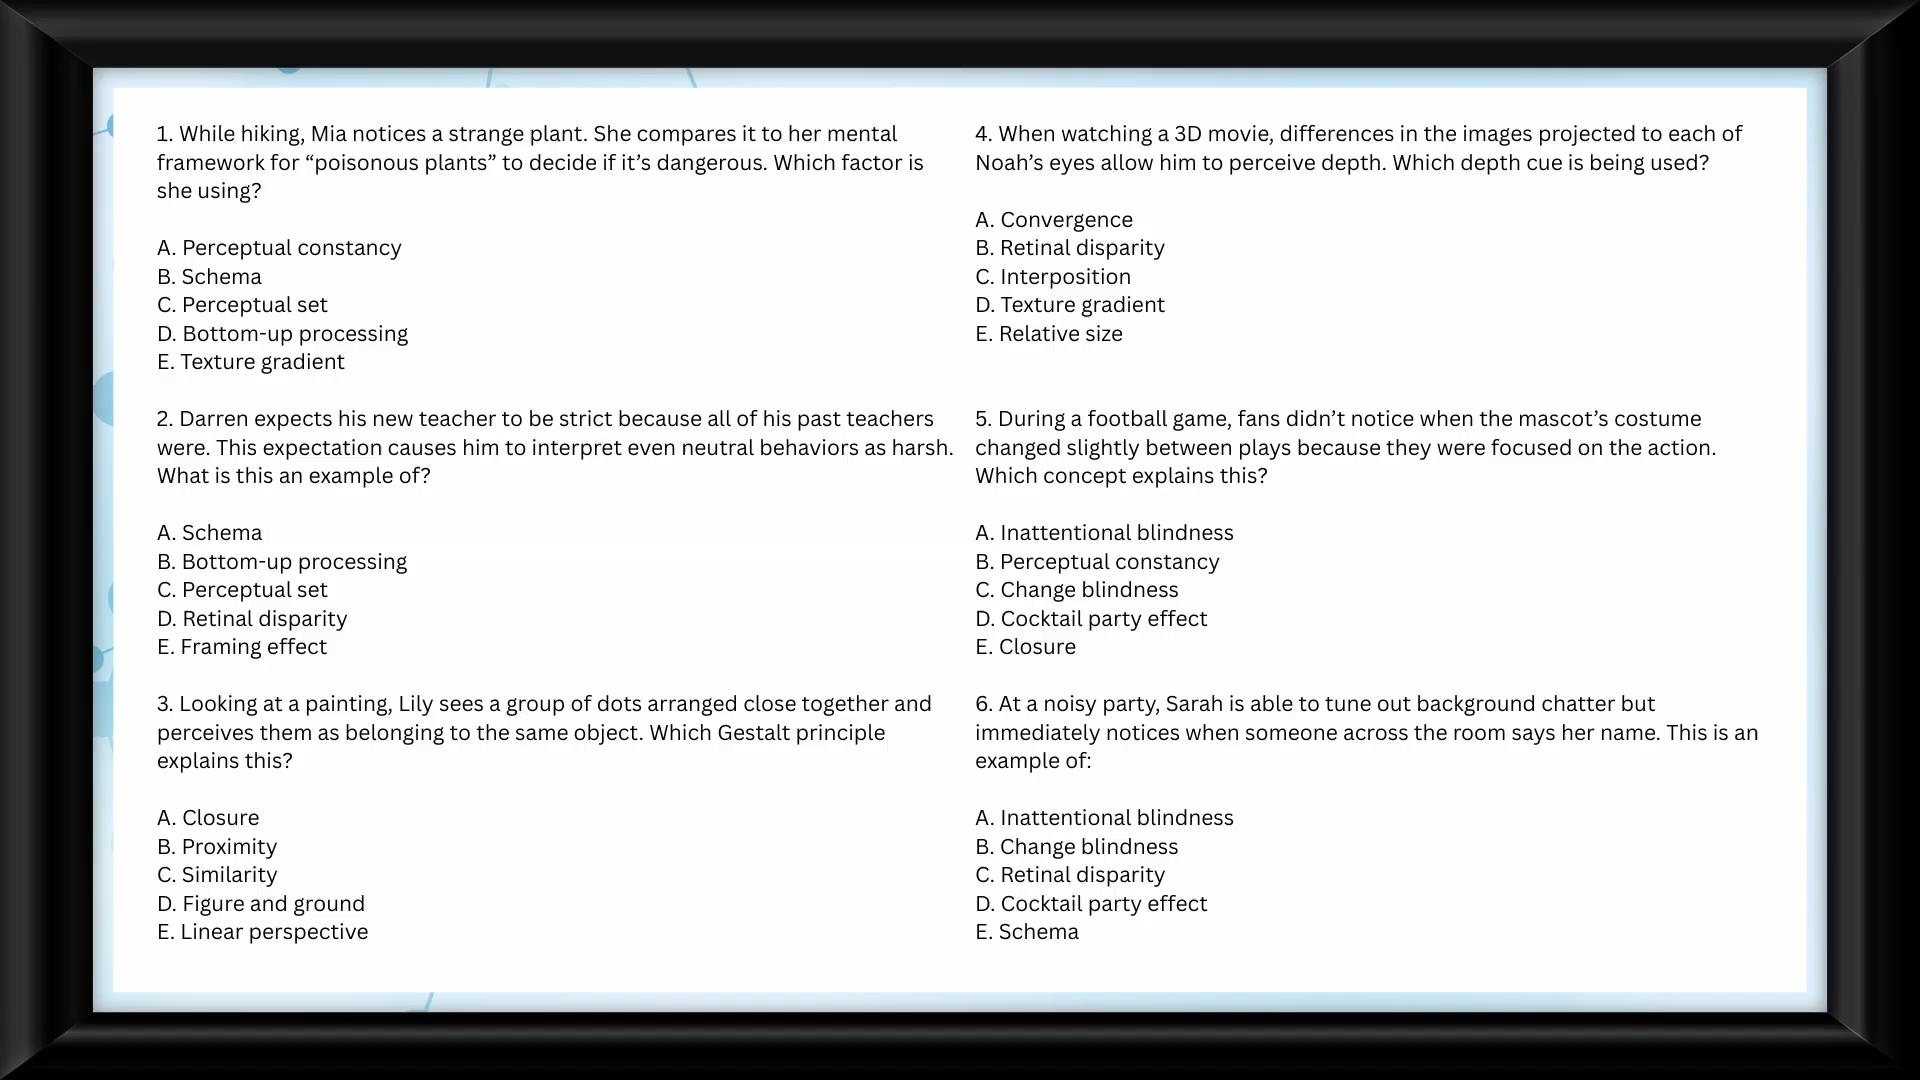 1. While hiking, Mia notices a strange plant. She compares it to her mental
framework for “poisonous plants” to decide if it’s dangerous. Which factor is
she using?
A. Perceptual constancy
B. Schema
C. Perceptual set
D. Bottom-up processing
E. Texture gradient
2. Darren expects his new teacher to be strict because all of his past teachers
were. This expectation causes him to interpret even neutral behaviors as harsh.
What is this an example of?
A. Schema
B. Bottom-up processing
C. Perceptual set
D. Retinal disparity
E. Framing effect
3. Looking at a painting, Lily sees a group of dots arranged close together and
perceives them as belonging to the same object. Which Gestalt principle
explains this?
A. Closure
B. Proximity
C. Similarity
D. Figure and ground
E. Linear perspective
4. When watching a 3D movie, differences in the images projected to each of
Noah’s eyes allow him to perceive depth. Which depth cue is being used?
A. Convergence
B. Retinal disparity
C. Interposition
D. Texture gradient
E. Relative size
5. During a football game, fans didn’t notice when the mascot’s costume
changed slightly between plays because they were focused on the action.
Which concept explains this?
A. Inattentional blindness
B. Perceptual constancy
C. Change blindness
D. Cocktail party effect
E. Closure
6. At a noisy party, Sarah is able to tune out background chatter but
immediately notices when someone across the room says her name. This is an
example of:
A. Inattentional blindness
B. Change blindness
C. Retinal disparity
D. Cocktail party effect
E. Schema